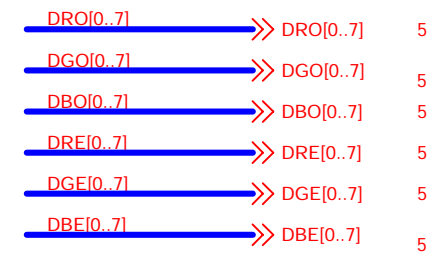 DRO[0..7] DRO[0..7] 5
DGO[0..7] DGO[0..7] 5
DBO[0..7] DBO[0..7] 5
DRE[0..7] DRE[0..7] 5
DGE[0..7] DGE[0..7] 5
DBE[0..7] DBE[0..7] 5